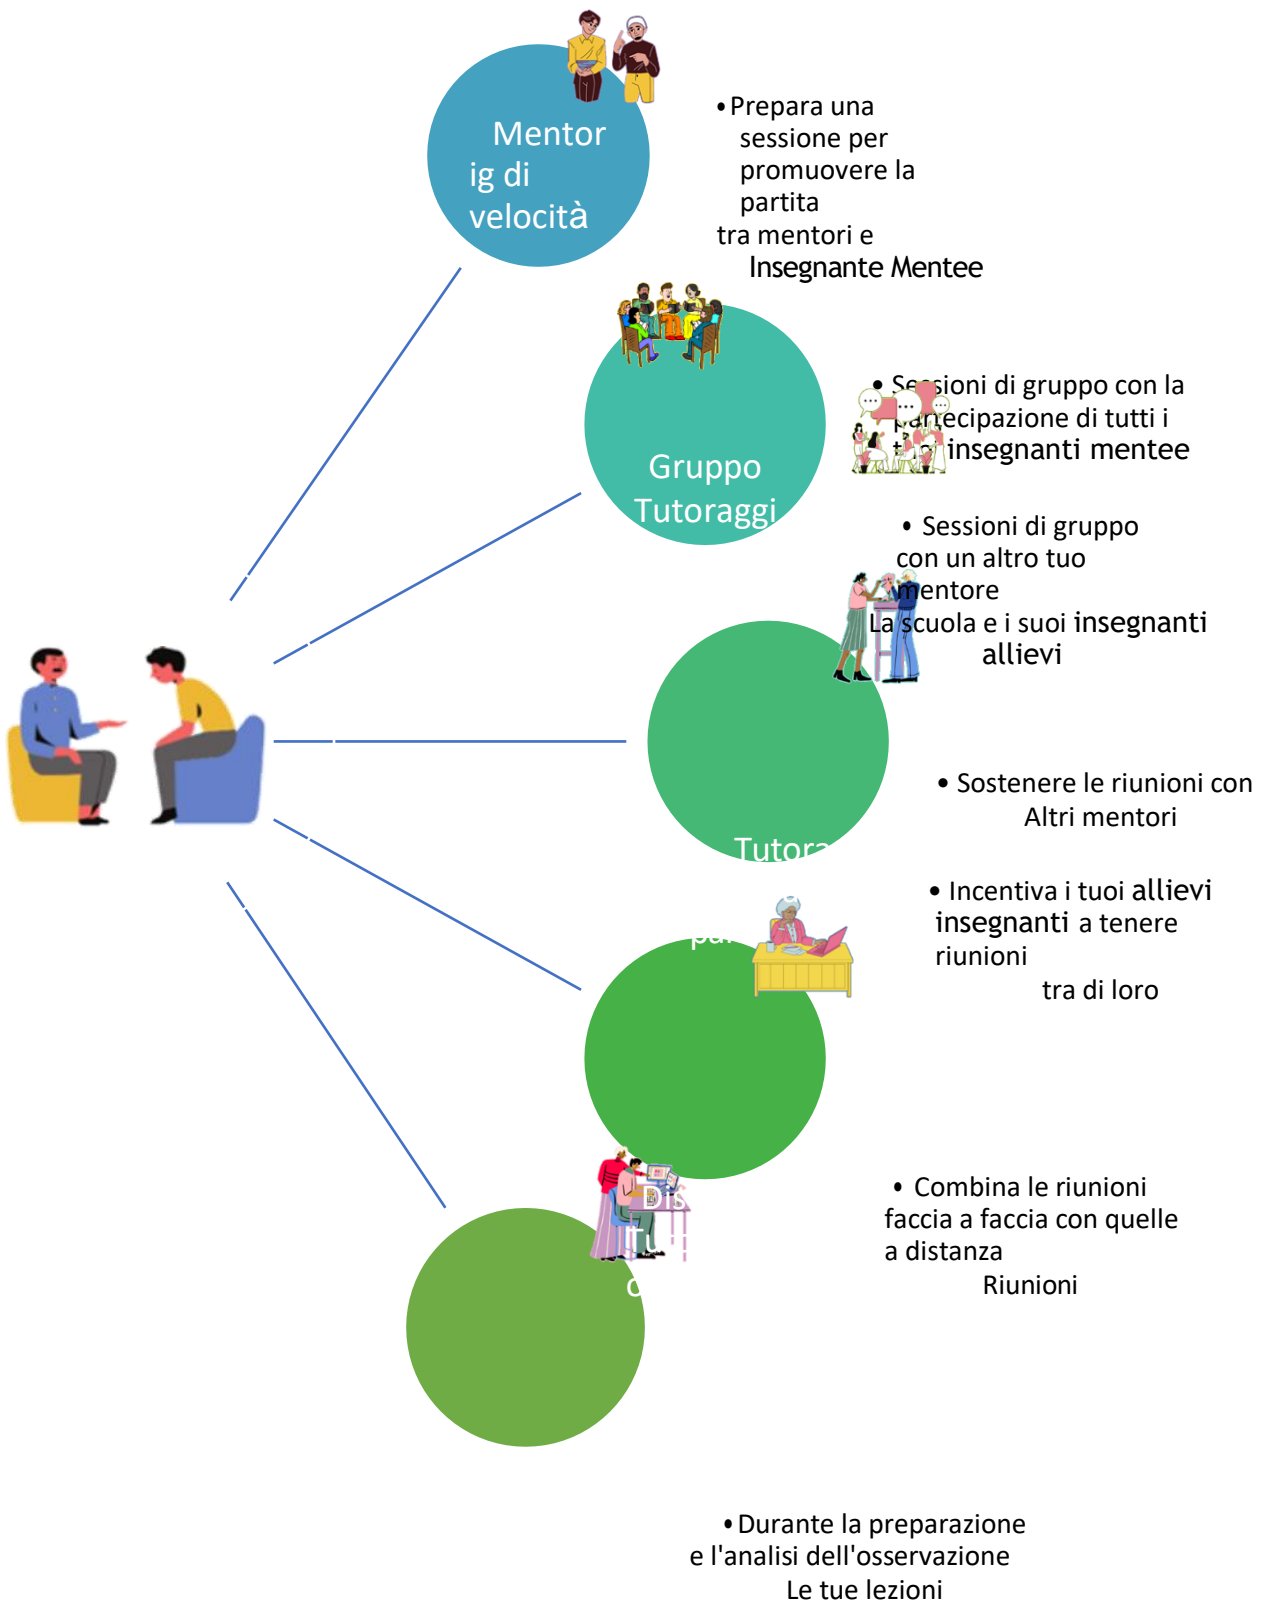 Mentor
ig di
velocità
• Prepara una
sessione per
promuovere la
partita
tra mentori e
Insegnante Mentee
Gruppo
Tutoraggi
• Sessioni di gruppo con la
partecipazione di tutti i
insegnanti mentee
• Sessioni di gruppo
con un altro tuo
mentore
La scuola e i suoi insegnanti
allievi
Tutora
• Sostenere le riunioni con
Altri mentori
• Incentiva i tuoi allievi
insegnanti a tenere
riunioni
tra di loro
Dis
• Combina le riunioni
faccia a faccia con quelle
a distanza
Riunioni
• Durante la preparazione
e l'analisi dell'osservazione
Le tue lezioni